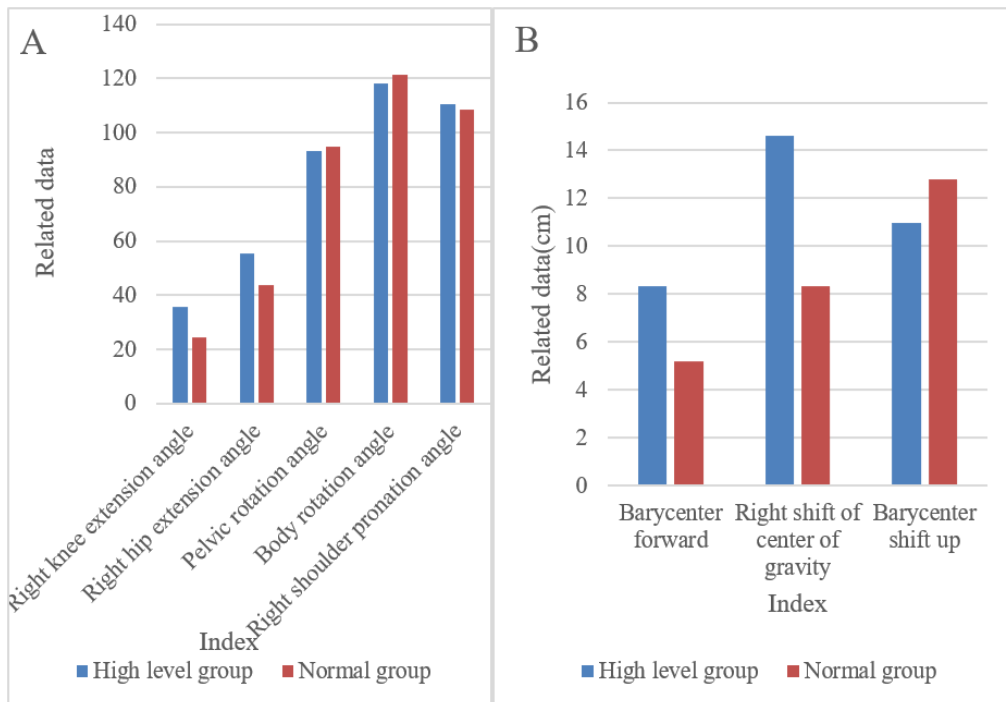 A
140
120
100
80
60
40
20
0
Related data
Right knee extension angle
Right hip extension angle
Pelvic rotation angle
Body rotation angle
Right shoulder pronation angle
Index
High level group
Normal group
B
16
14
12
10
8
6
4
2
0
Related data(cm)
Barycenter
forward
Right shift of
center of
gravity
Barycenter
shift up
Index
High level group
Normal group